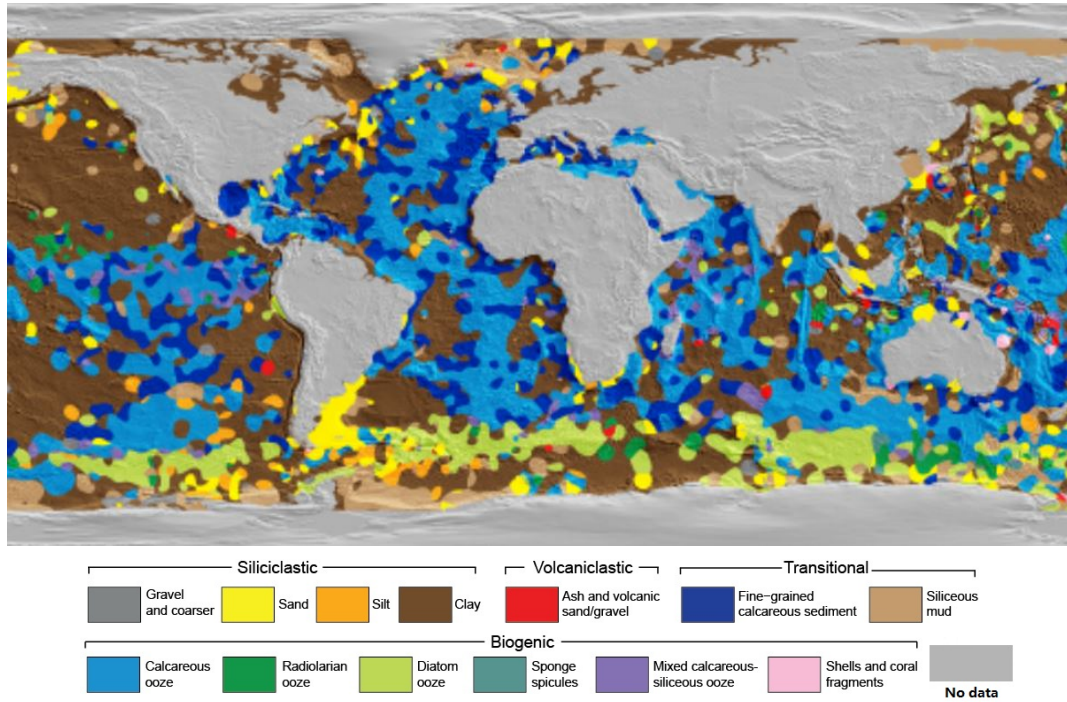 Siliciclastic
Volcaniclastic
Transitional
Gravel
and coarser
Sand
Silt
Clay
Ash and volcanic
sand/gravel
Fine-grained
calcareous sediment
Siliceous
mud
Biogenic
Calcareous
ooze
Radiolarian
ooze
Diatom
ooze
Sponge
spicules
Mixed calcareous-
siliceous ooze
Shells and coral
fragments
No data